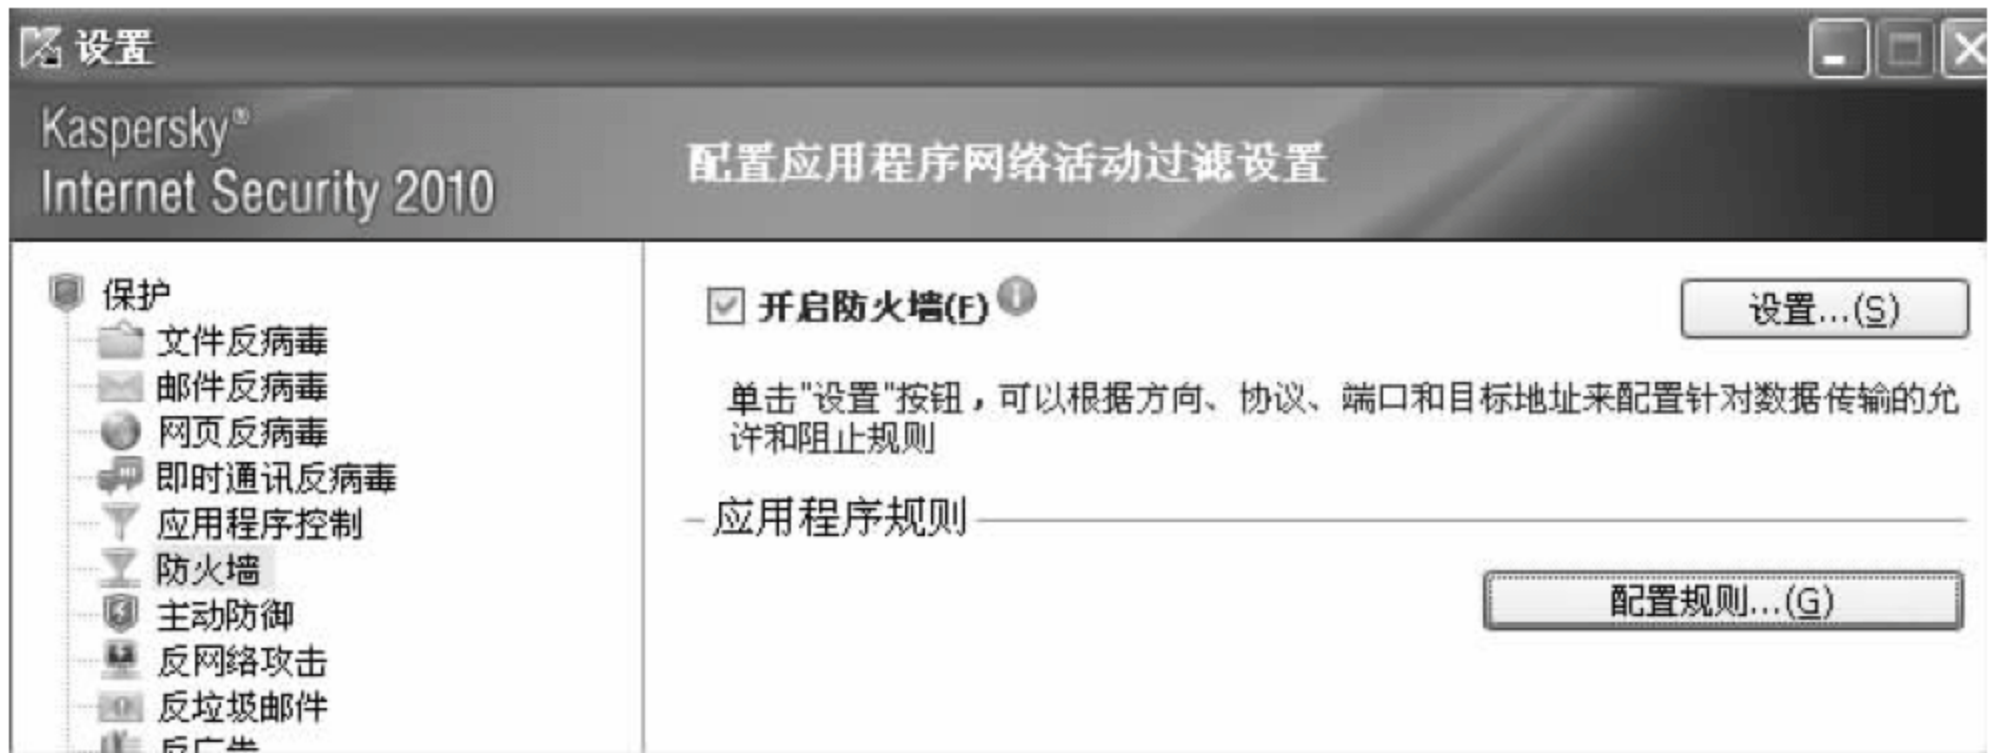 设置
Kaspersky®
Internet Security 2010
配置应用程序网络活动过滤设置
保护
文件反病毒
邮件反病毒
网页反病毒
即时通讯反病毒
应用程序控制
防火墙
主动防御
反网络攻击
反垃圾邮件
反广告
开启防火墙(F)
设置...(S)
单击"设置"按钮，可以根据方向、协议、端口和目标地址来配置针对数据传输的允
许和阻止规则
应用程序规则
配置规则...(G)